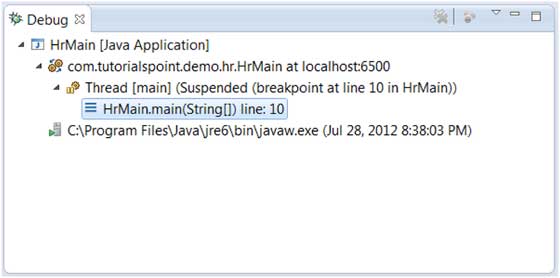 Debug
HrMain [Java Application]
com.tutorialspoint.demo.hr.HrMain at localhost:6500
Thread [main] (Suspended (breakpoint at line 10 in HrMain))
HrMain.main(String[]) line: 10
C:\Program Files\Java\jre6\bin\javaw.exe (Jul 28, 2012 8:38:03 PM)